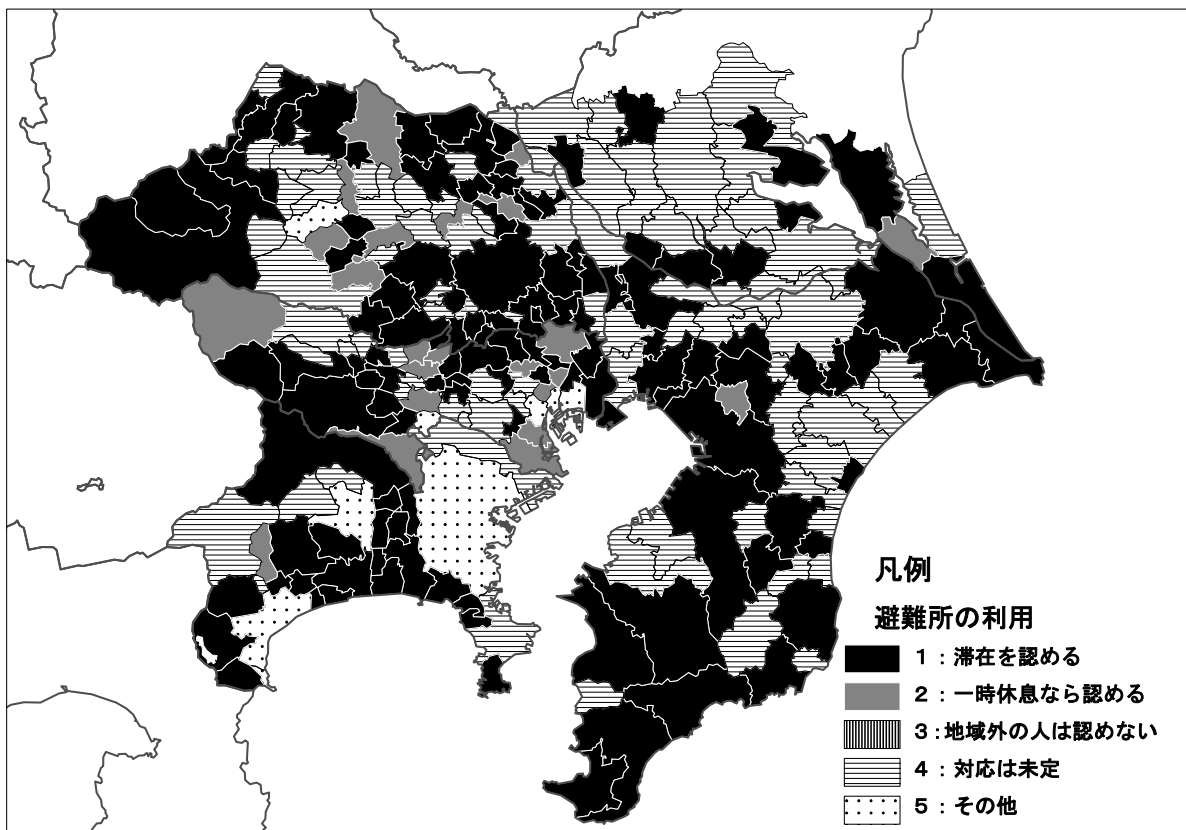 凡例
避難所の利用
1：滞在を認める
2：一時休息なら認める
3：地域外の人は認めない
4：対応は未定
5：その他